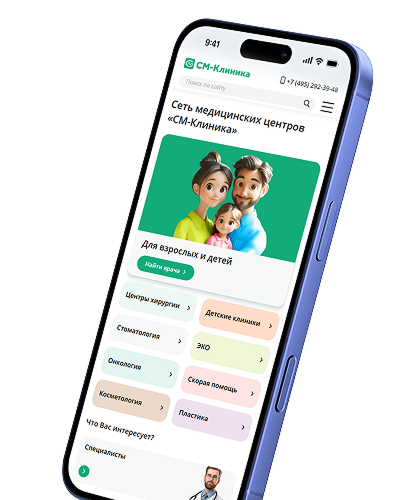 9:41
СМ-Клиника
+7 (495) 292-39-48
Поиск по сайту
Сеть медицинских центров
«СМ-Клиника»
Для взрослых и детей
Найти врача
Центры хирургии
Детские клиники
Стоматология
ЭКО
Онкология
Скорая помощь
Косметология
Пластика
Что Вас интересует?
Специалисты